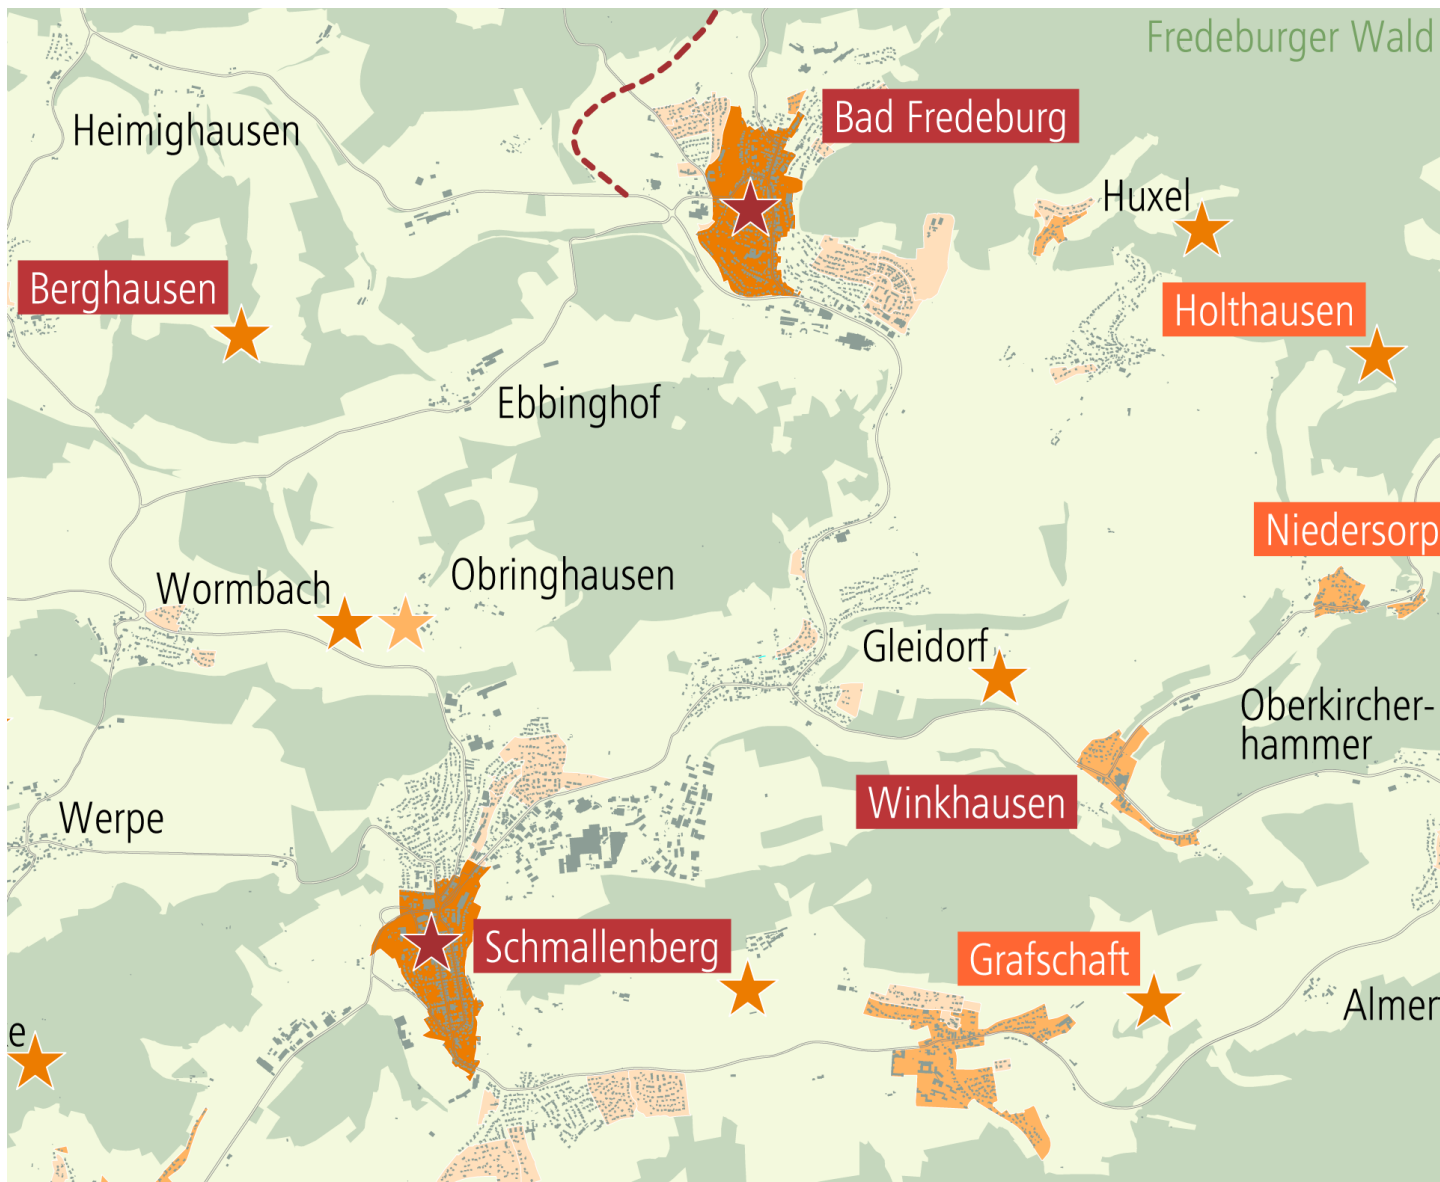 Fredeburger Wald
Bad Fredeburg
Heimighausen
Huxel
Berghausen
Holthausen
Ebbinghof
Niedersorp
Obringhausen
Wormbach
Gleidorf
Oberkircher-
hammer
Winkhausen
Werpe
Schmallenberg
Grafschaft
Almer
e